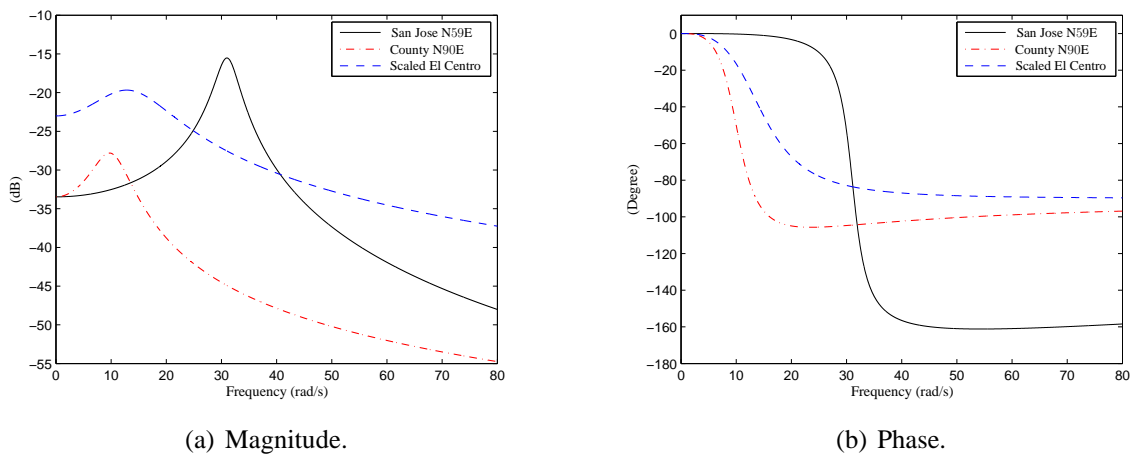 −10
−15
−20
−25
−30
−35
−40
−45
−50
−55
(dB)
0 10 20 30 40 50 60 70 80
Frequency (rad/s)
San Jose N59E
County N90E
Scaled El Centro
(a) Magnitude.
20
0
−20
−40
−60
−80
−100
−120
−140
−160
−180
(Degree)
0 10 20 30 40 50 60 70 80
Frequency (rad/s)
San Jose N59E
County N90E
Scaled El Centro
(b) Phase.